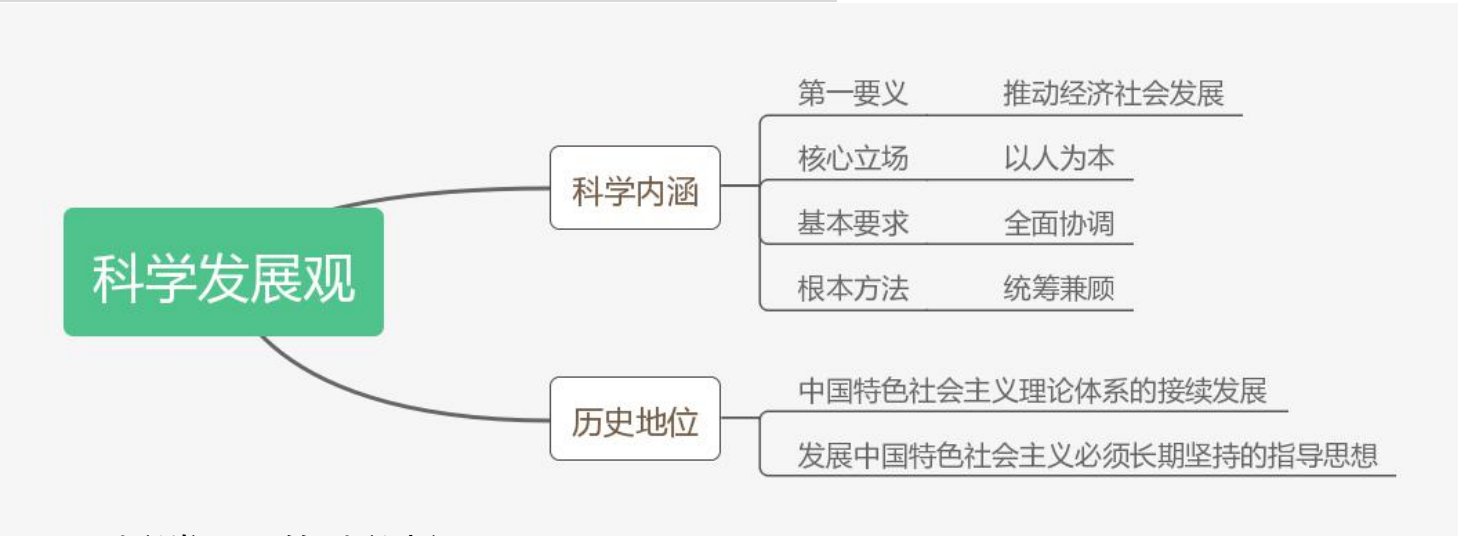 科学发展观
科学内涵
第一要义 推动经济社会发展
核心立场 以人为本
基本要求 全面协调
根本方法 统筹兼顾
历史地位
中国特色社会主义理论体系的接续发展
发展中国特色社会主义必须长期坚持的指导思想